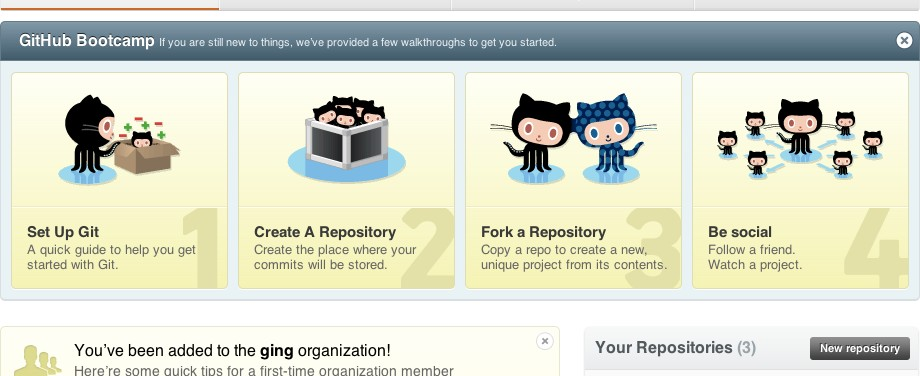 GitHub Bootcamp If you are still new to things, we've provided a few walkthroughs to get you started.
1
Set Up Git
A quick guide to help you get
started with Git.
2
Create A Repository
Create the place where your
commits will be stored.
3
Fork a Repository
Copy a repo to create a new,
unique project from its contents.
4
Be social
Follow a friend.
Watch a project.
You've been added to the ging organization!
Here're some quick tips for a first-time organization member
Your Repositories (3)
New repository